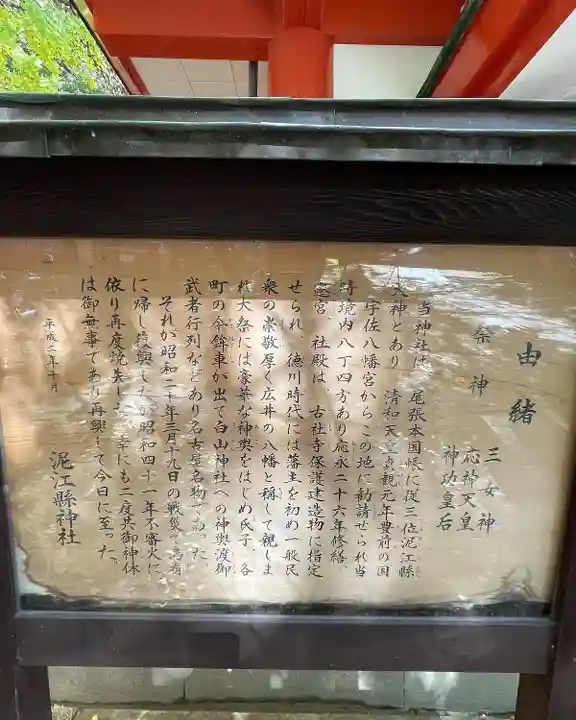 由緒
祭神
三女神
応神天皇
神功皇后
当神社は、尾張本国帳に従三位泥江縣
大神とあり 清和天皇貞観元年豊前の国
宇佐八幡宮からこの地に勧請せられ当
時境内八丁四方あり応永二十六年修繕、
遷宮、社殿は、古社寺保護建造物に指定
せられ、徳川時代には藩主を初め一般民
衆の崇敬厚く広井の八幡と称して親しま
れ大祭には豪華な神輿をはじめ氏子、各
町の傘鉾車が出て白山神社への神輿渡御
武者行列などあり名古屋名物であった、
それが昭和二十年三月十九日の戦災で烏有
に帰し復興したが昭和四十一年不審火に
依り再度焼失した 幸にも二度共御神体
は御無事であり再興して今日に至った。
平成 年十月
泥江縣神社